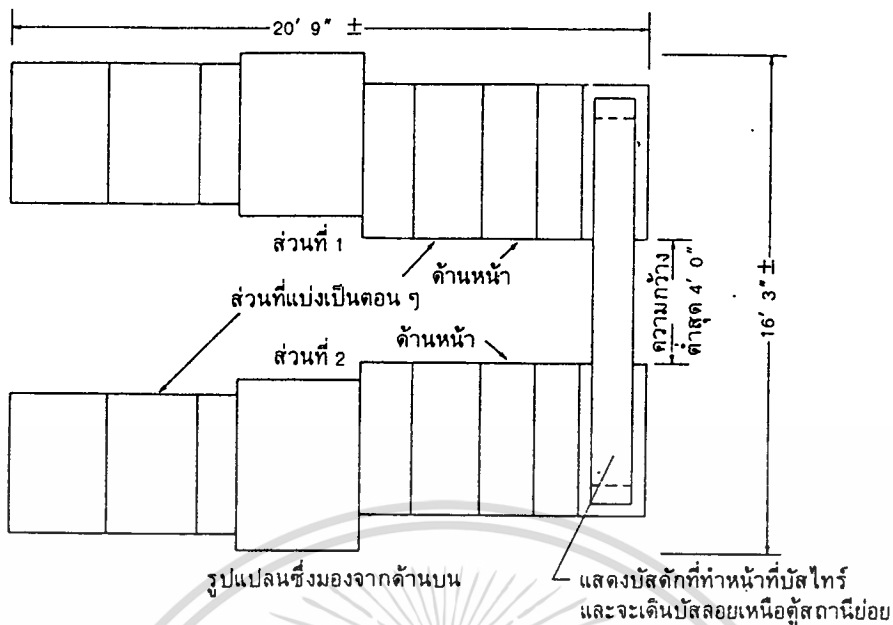 20' 9" ±
ส่วนที่ 1
ด้านหน้า
ส่วนที่แบ่งเป็นตอน ๆ
ด้านหน้า
ส่วนที่ 2
ความกว้าง
ต่ำสุด 4' 0"
16' 3" ±
รูปแปลนซึ่งมองจากด้านบน
แสดงบัสดักที่ทำหน้าที่บัสไทร์
และจะเดินบัสลอยเหนือตู้สถานีย่อย